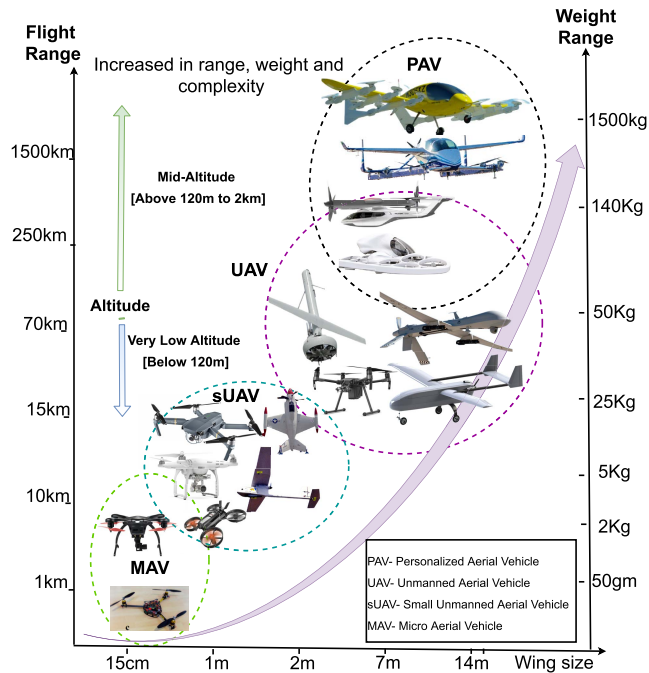 Flight
Range
Weight
Range
PAV
Increased in range, weight and
complexity
1500kg
1500km
Mid-Altitude
[Above 120m to 2km]
140Kg
250km
UAV
Altitude
50Kg
70km
Very Low Altitude
[Below 120m]
sUAV
25Kg
15km
5Kg
10km
2Kg
MAV
1km
50gm
PAV- Personalized Aerial Vehicle
UAV- Unmanned Aerial Vehicle
sUAV- Small Unmanned Aerial Vehicle
MAV- Micro Aerial Vehicle
c
15cm
1m
2m
7m
14m
Wing size